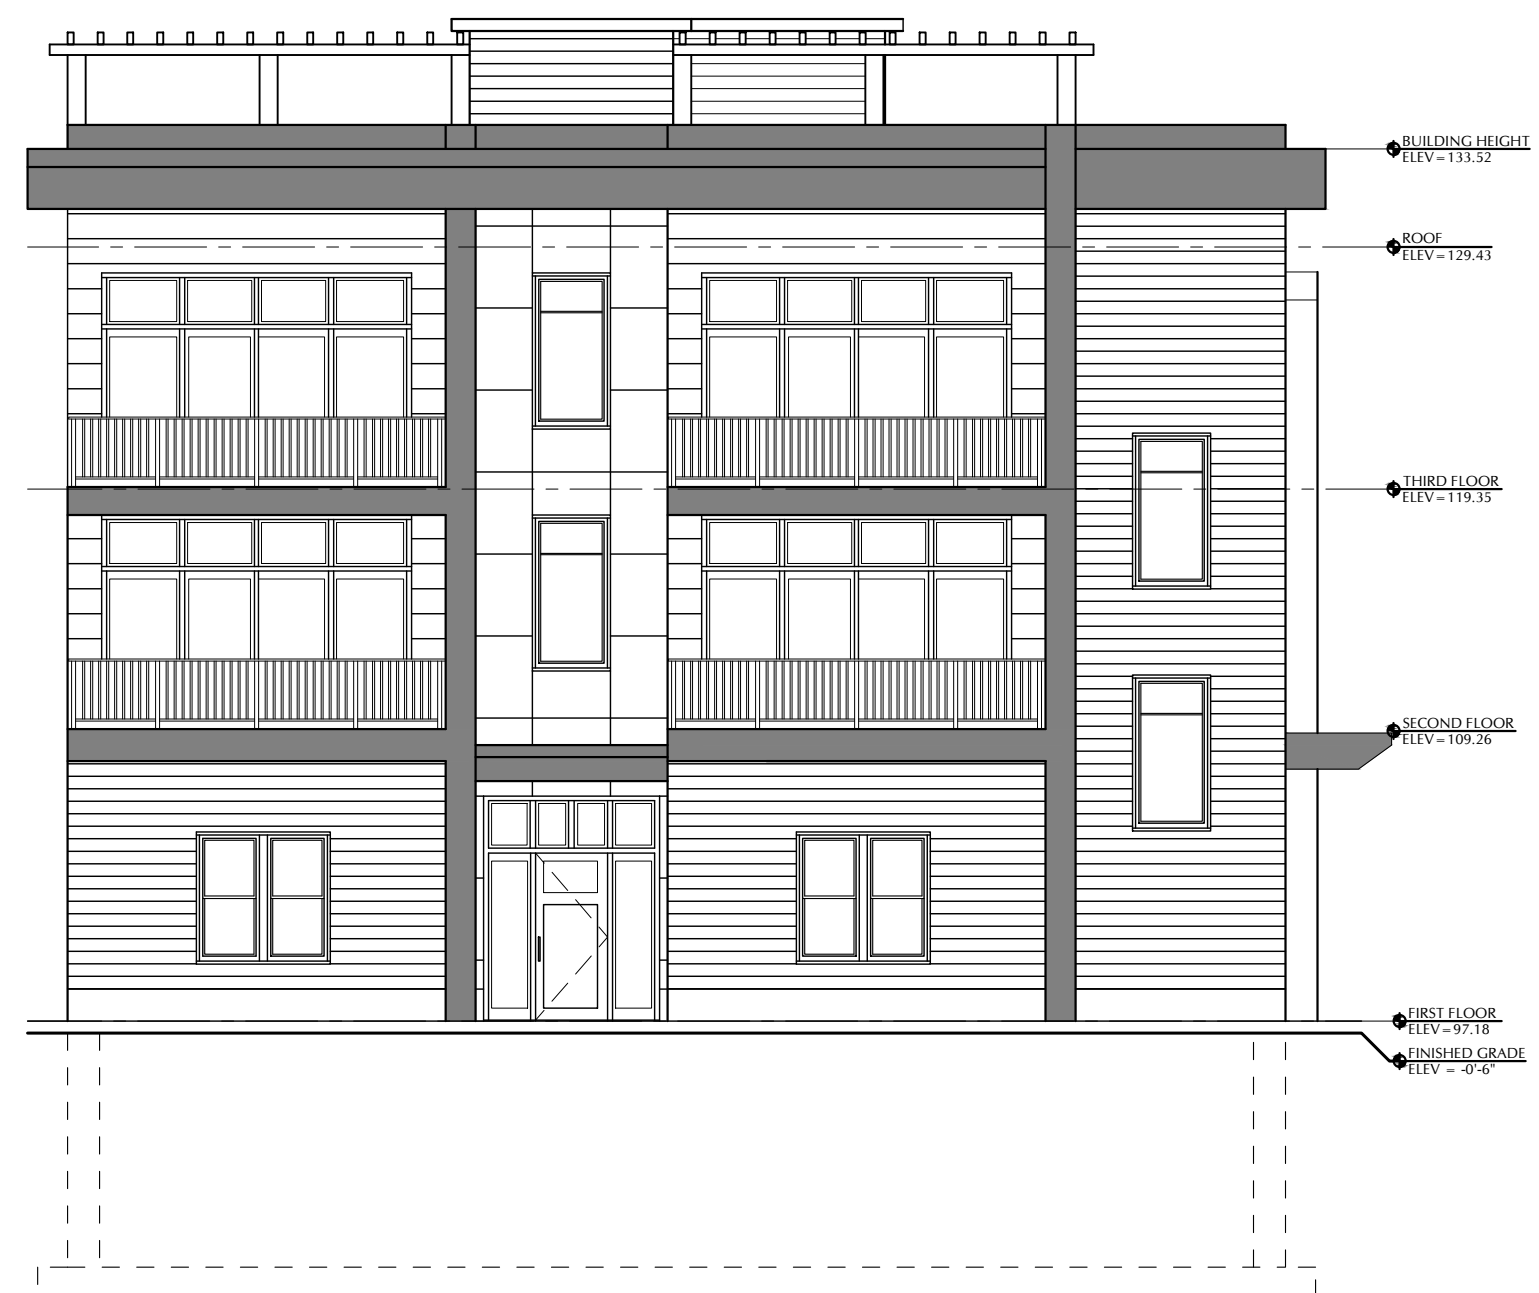 BUILDING HEIGHT
ELEV=133.52
ROOF
ELEV=129.43
THIRD FLOOR
ELEV=119.35
SECOND FLOOR
ELEV=109.26
FIRST FLOOR
ELEV=97.18
FINISHED GRADE
ELEV = -0'-6"